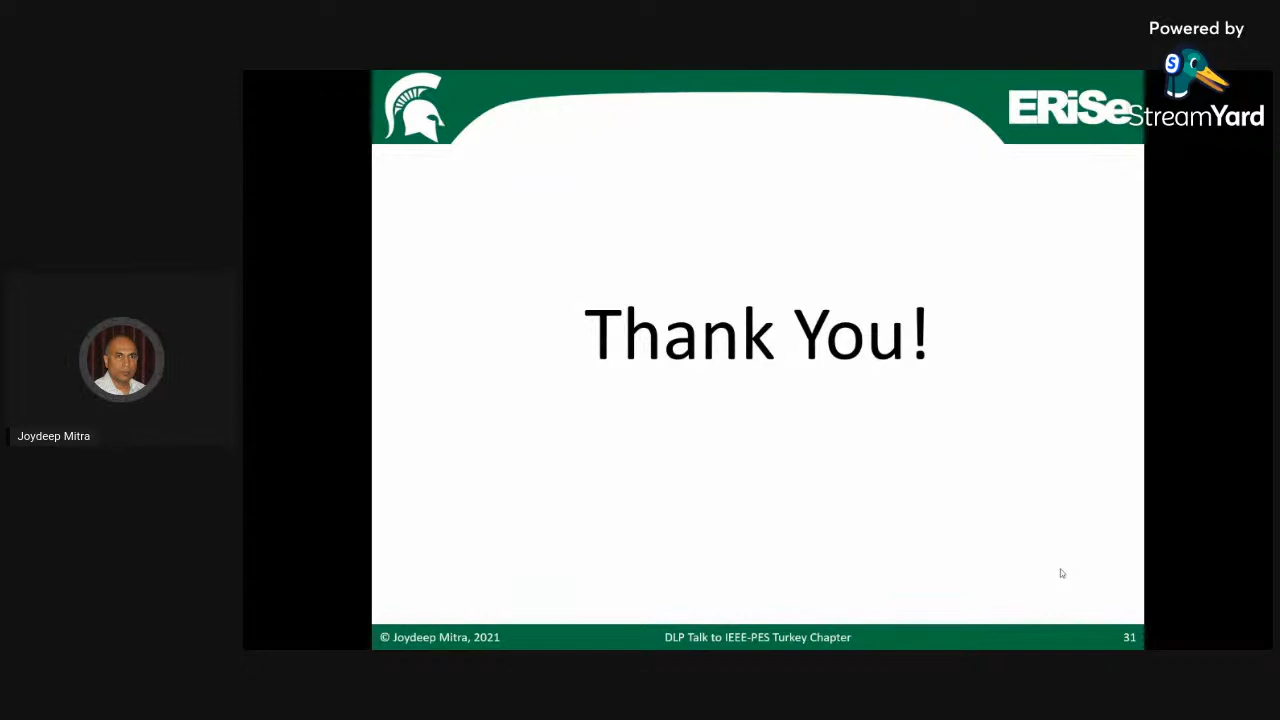 Powered by
S
StreamYard
ERiSe
Thank You!
Joydeep Mitra
© Joydeep Mitra, 2021
DLP Talk to IEEE-PES Turkey Chapter
31